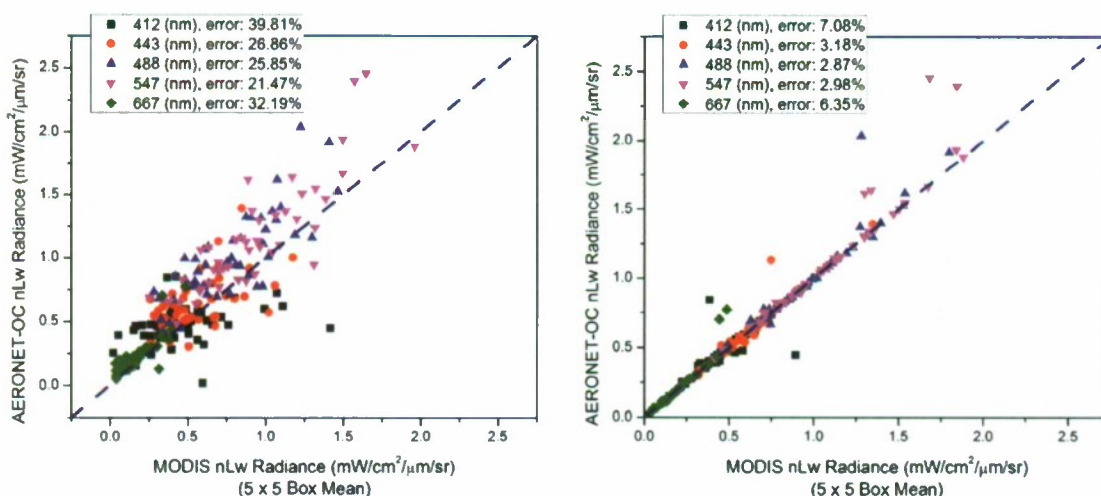 412 (nm), error: 39.81%
443 (nm), error: 26.86%
488 (nm), error: 25.85%
547 (nm), error: 21.47%
667 (nm), error: 32.19%
AERONET-OC nLw Radiance (mW/cm²/µm/sr)
2.5
2.0
1.5
1.0
0.5
0.0
0.0 0.5 1.0 1.5 2.0 2.5
MODIS nLw Radiance (mW/cm²/µm/sr)
(5 x 5 Box Mean)
412 (nm), error: 7.08%
443 (nm), error: 3.18%
488 (nm), error: 2.87%
547 (nm), error: 2.98%
667 (nm), error: 6.35%
AERONET-OC nLw Radiance (mW/cm²/µm/sr)
2.5
2.0
1.5
1.0
0.5
0.0
0.0 0.5 1.0 1.5 2.0 2.5
MODIS nLw Radiance (mW/cm²/µm/sr)
(5 x 5 Box Mean)